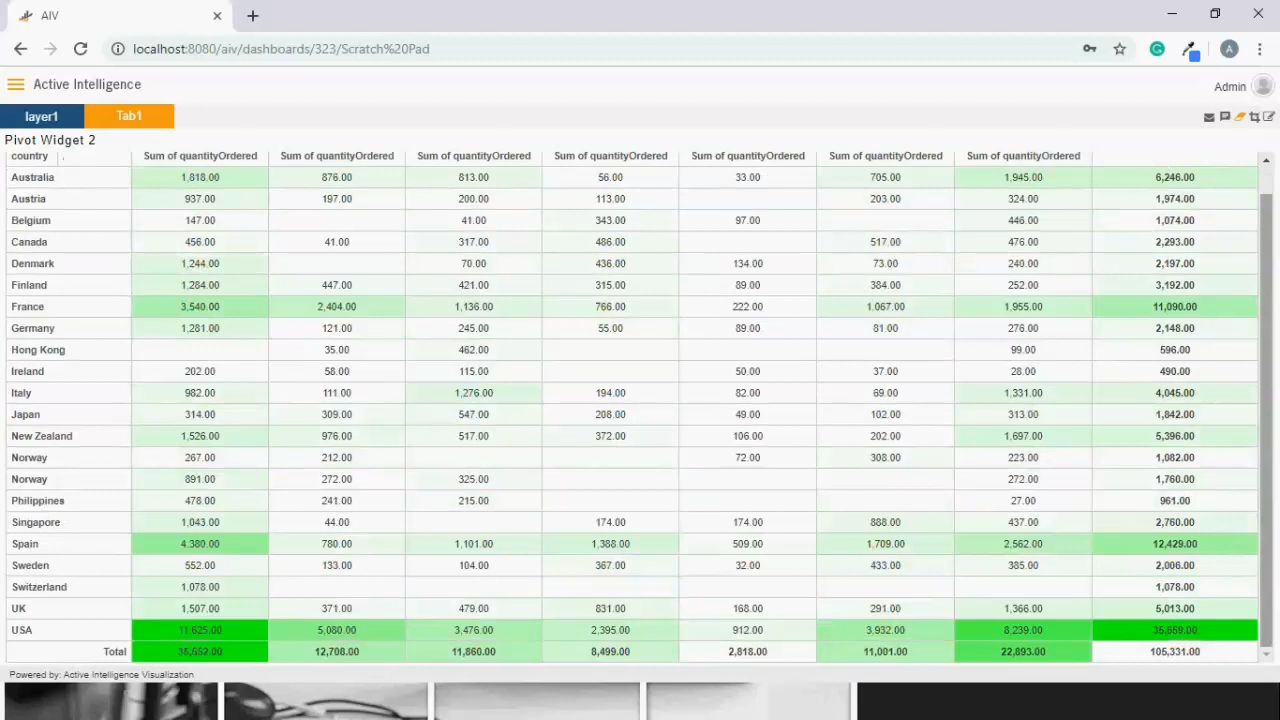 AIV
localhost:8080/aiv/dashboards/323/Scratch%20Pad
A
Active Intelligence
Admin
layer1 Tab1
Pivot Widget 2
country Sum of quantityOrdered Sum of quantityOrdered Sum of quantityOrdered Sum of quantityOrdered Sum of quantityOrdered Sum of quantityOrdered Sum of quantityOrdered
Australia 1,818.00 876.00 813.00 56.00 33.00 705.00 1,945.00 6,246.00
Austria 937.00 197.00 200.00 113.00 203.00 324.00 1,974.00
Belgium 147.00 41.00 343.00 97.00 446.00 1,074.00
Canada 456.00 41.00 317.00 486.00 517.00 476.00 2,293.00
Denmark 1,244.00 70.00 436.00 134.00 73.00 240.00 2,197.00
Finland 1,284.00 447.00 421.00 315.00 89.00 384.00 252.00 3,192.00
France 3,540.00 2,404.00 1,136.00 766.00 222.00 1,067.00 1,955.00 11,090.00
Germany 1,281.00 121.00 245.00 55.00 89.00 81.00 276.00 2,148.00
Hong Kong 35.00 462.00 99.00 596.00
Ireland 202.00 58.00 115.00 50.00 37.00 28.00 490.00
Italy 982.00 111.00 1,276.00 194.00 82.00 69.00 1,331.00 4,045.00
Japan 314.00 309.00 547.00 208.00 49.00 102.00 313.00 1,842.00
New Zealand 1,526.00 976.00 517.00 372.00 106.00 202.00 1,697.00 5,396.00
Norway 267.00 212.00 72.00 308.00 223.00 1,082.00
Norway 891.00 272.00 325.00 272.00 1,760.00
Philippines 478.00 241.00 215.00 27.00 961.00
Singapore 1,043.00 44.00 174.00 174.00 888.00 437.00 2,760.00
Spain 4,380.00 780.00 1,101.00 1,388.00 509.00 1,709.00 2,562.00 12,429.00
Sweden 552.00 133.00 104.00 367.00 32.00 433.00 385.00 2,006.00
Switzerland 1,078.00 1,078.00
UK 1,507.00 371.00 479.00 831.00 168.00 291.00 1,366.00 5,013.00
USA 11,625.00 5,080.00 3,476.00 2,395.00 912.00 3,932.00 8,239.00 35,659.00
Total 35,552.00 12,708.00 11,860.00 8,499.00 2,818.00 11,001.00 22,893.00 105,331.00
Powered by: Active Intelligence Visualization